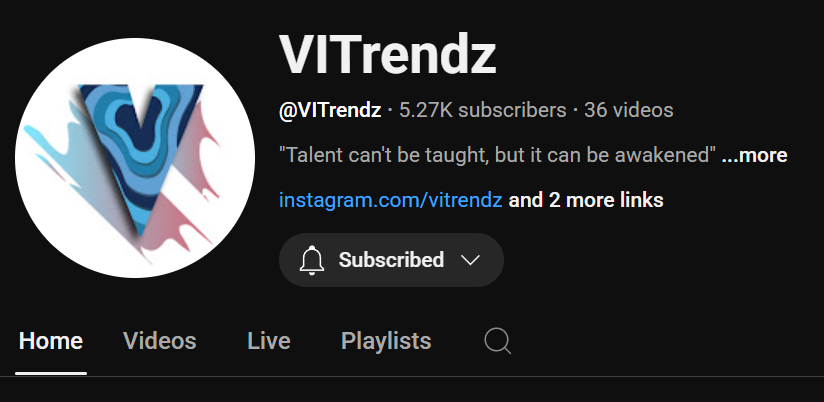 VITrendz
@VITrendz · 5.27K subscribers · 36 videos
"Talent can't be taught, but it can be awakened" ...more
instagram.com/vitrendz and 2 more links
Subscribed
Home Videos Live Playlists